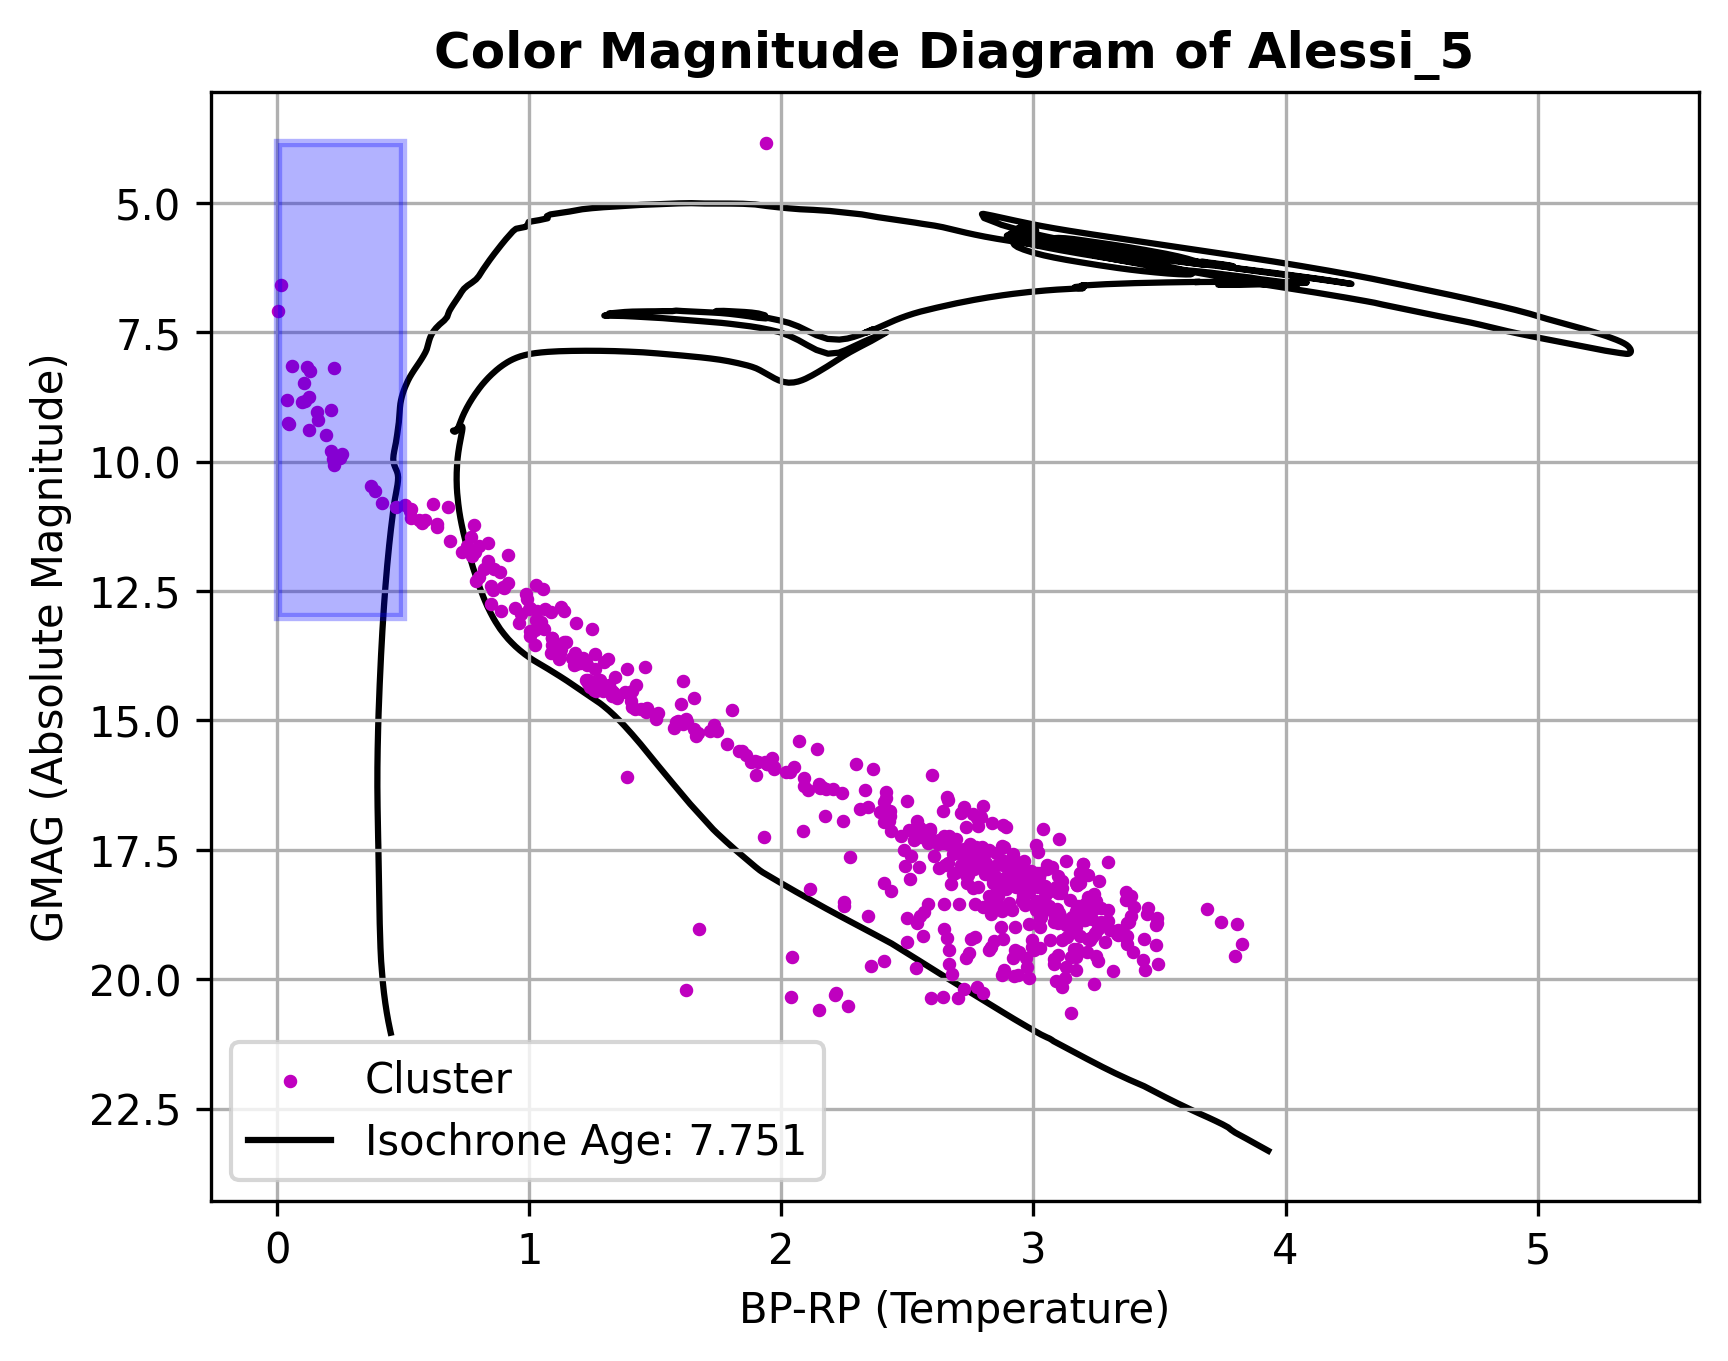 Color Magnitude Diagram of Alessi_5
GMAG (Absolute Magnitude)
5.0
7.5
10.0
12.5
15.0
17.5
20.0
22.5
Cluster
Isochrone Age: 7.751
0 1 2 3 4 5
BP-RP (Temperature)